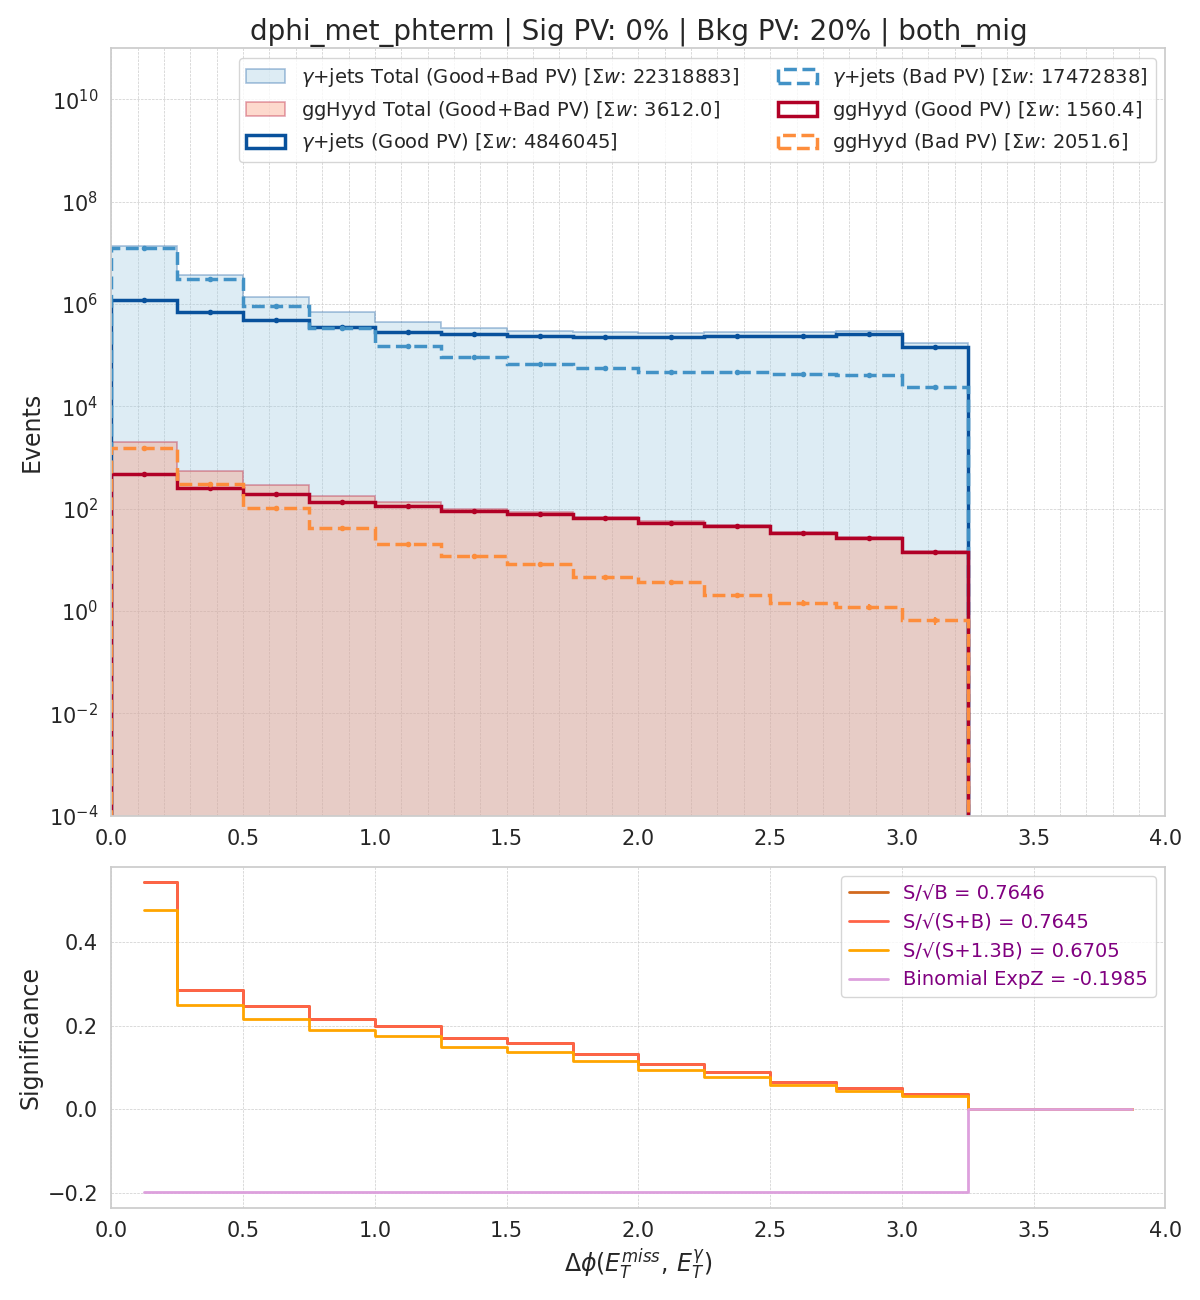 dphi_met_phterm | Sig PV: 0% | Bkg PV: 20% | both_mig
γ+jets Total (Good+Bad PV) [Σw: 22318883]
ggHyyd Total (Good+Bad PV) [Σw: 3612.0]
γ+jets (Good PV) [Σw: 4846045]
γ+jets (Bad PV) [Σw: 17472838]
ggHyyd (Good PV) [Σw: 1560.4]
ggHyyd (Bad PV) [Σw: 2051.6]
Events
10^10
10^8
10^6
10^4
10^2
10^0
10^−2
10^−4
0.0 0.5 1.0 1.5 2.0 2.5 3.0 3.5 4.0
S/√B = 0.7646
S/√(S+B) = 0.7645
S/√(S+1.3B) = 0.6705
Binomial ExpZ = -0.1985
Significance
0.4
0.2
0.0
−0.2
0.0 0.5 1.0 1.5 2.0 2.5 3.0 3.5 4.0
Δϕ(E_T^miss, E_T^γ)